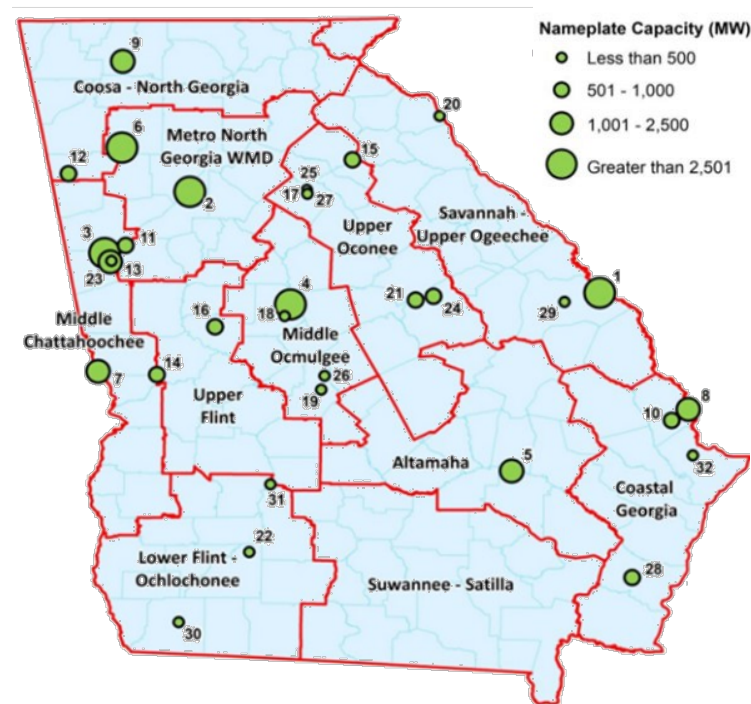 Nameplate Capacity (MW)
Less than 500
501 - 1,000
1,001 - 2,500
Greater than 2,501
9
Coosa - North Georgia
20
6
Metro North
Georgia WMD
15
12
25
17
27
2
Savannah -
Upper Ogeechee
Upper
Oconee
3
11
23
13
4
1
21
24
29
16
18
Middle
Ocmulgee
Middle
Chattahoochee
7
14
26
19
Upper
Flint
8
10
Altamaha
5
32
Coastal
Georgia
31
22
Lower Flint -
Ochlochonee
Suwannee - Satilla
28
30